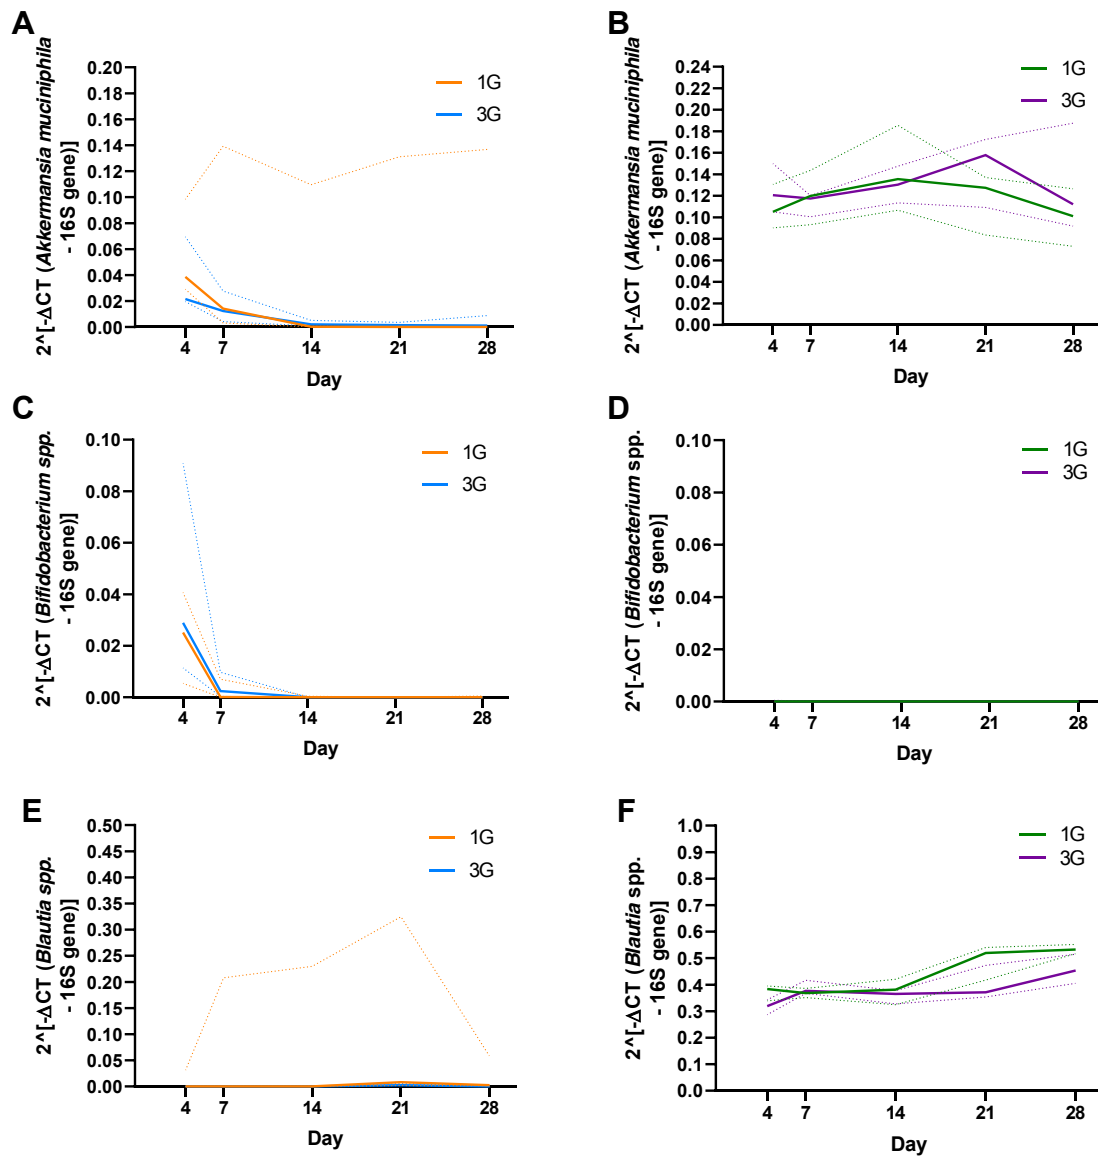 A
2^[-ΔCT (Akkermansia muciniphila
- 16S gene)]
0.20
0.18
0.16
0.14
0.12
0.10
0.08
0.06
0.04
0.02
0.00
4 7 14 21 28
Day
1G
3G
B
2^[-ΔCT (Akkermansia muciniphila
- 16S gene)]
0.24
0.22
0.20
0.18
0.16
0.14
0.12
0.10
0.08
0.06
0.04
0.02
0.00
4 7 14 21 28
Day
1G
3G
C
2^[-ΔCT (Bifidobacterium spp.
- 16S gene)]
0.10
0.08
0.06
0.04
0.02
0.00
4 7 14 21 28
Day
1G
3G
D
2^[-ΔCT (Bifidobacterium spp.
- 16S gene)]
0.10
0.08
0.06
0.04
0.02
0.00
4 7 14 21 28
Day
1G
3G
E
2^[-ΔCT (Blautia spp.
- 16S gene)]
0.50
0.45
0.40
0.35
0.30
0.25
0.20
0.15
0.10
0.05
0.00
4 7 14 21 28
Day
1G
3G
F
2^[-ΔCT (Blautia spp.
- 16S gene)]
1.0
0.9
0.8
0.7
0.6
0.5
0.4
0.3
0.2
0.1
0.0
4 7 14 21 28
Day
1G
3G